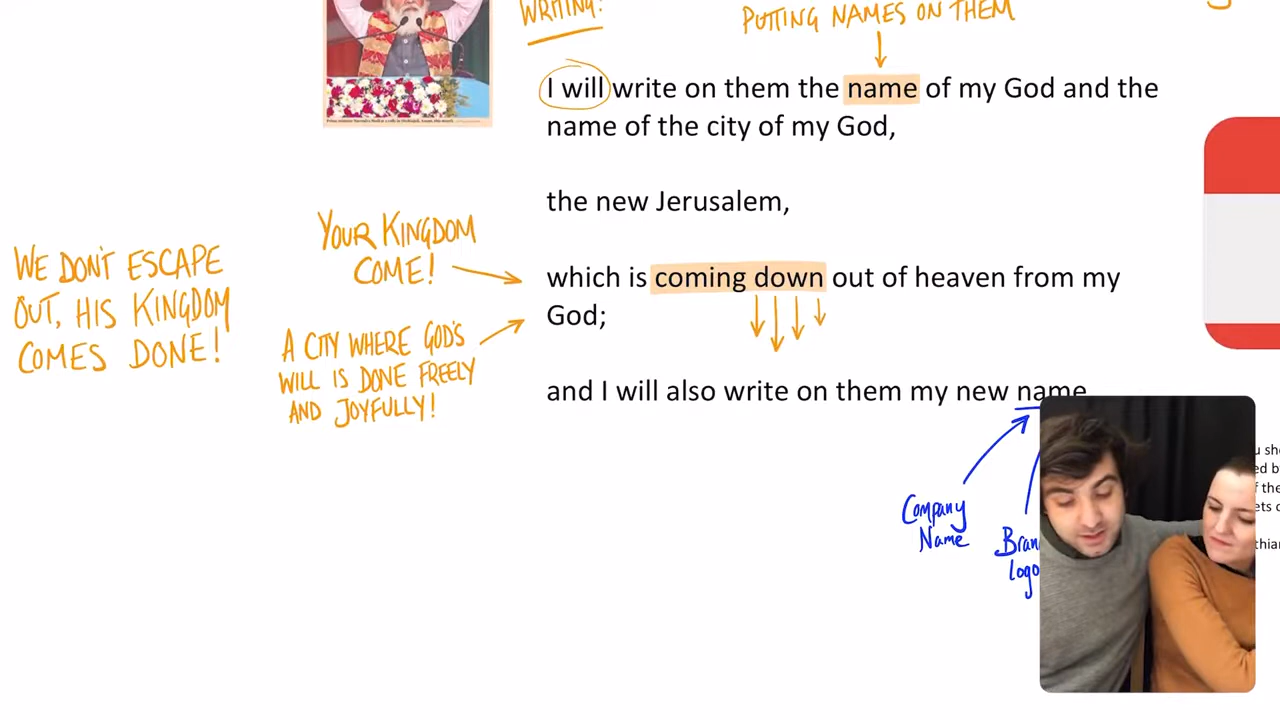 WRITING!
PUTTING NAMES ON THEM
I will write on them the name of my God and the
name of the city of my God,
the new Jerusalem,
YOUR KINGDOM
COME!
which is coming down out of heaven from my
God;
WE DON'T ESCAPE
OUT, HIS KINGDOM
COMES DONE!
A CITY WHERE GOD'S
WILL IS DONE FREELY
AND JOYFULLY!
and I will also write on them my new name
Company
Name
logo